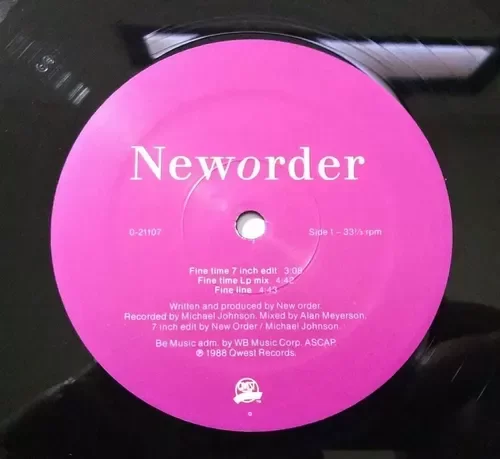 Neworder
0-21107
Side 1 – 33⅓ rpm
Fine time 7 inch edit 3:08
Fine time Lp mix 4:42
Fine line 4:43
Written and produced by New order.
Recorded by Michael Johnson. Mixed by Alan Meyerson,
7 inch edit by New Order / Michael Johnson.
Be Music adm. by WB Music Corp. ASCAP.
℗ 1988 Qwest Records.